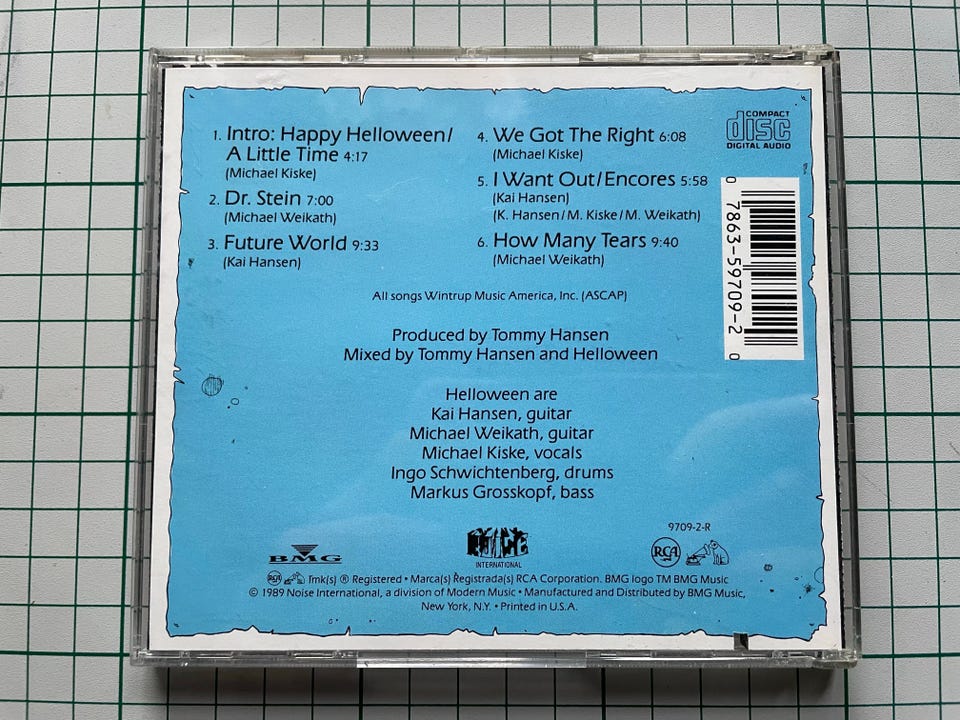 1. Intro: Happy Helloween/
A Little Time 4:17
(Michael Kiske)
2. Dr. Stein 7:00
(Michael Weikath)
3. Future World 9:33
(Kai Hansen)
4. We Got The Right 6:08
(Michael Kiske)
5. I Want Out/Encores 5:58
(Kai Hansen)
(K. Hansen/M. Kiske/M. Weikath)
6. How Many Tears 9:40
(Michael Weikath)
COMPACT
disc
DIGITAL AUDIO
0 7863-59709-2 0
All songs Wintrup Music America, Inc. (ASCAP)
Produced by Tommy Hansen
Mixed by Tommy Hansen and Helloween
Helloween are
Kai Hansen, guitar
Michael Weikath, guitar
Michael Kiske, vocals
Ingo Schwichtenberg, drums
Markus Grosskopf, bass
BMG
NOISE
INTERNATIONAL
9709-2-R
RCA
RCA Tmk(s) ® Registered • Marca(s) Registrada(s) RCA Corporation. BMG logo TM BMG Music
© 1989 Noise International, a division of Modern Music • Manufactured and Distributed by BMG Music,
New York, N.Y. • Printed in U.S.A.